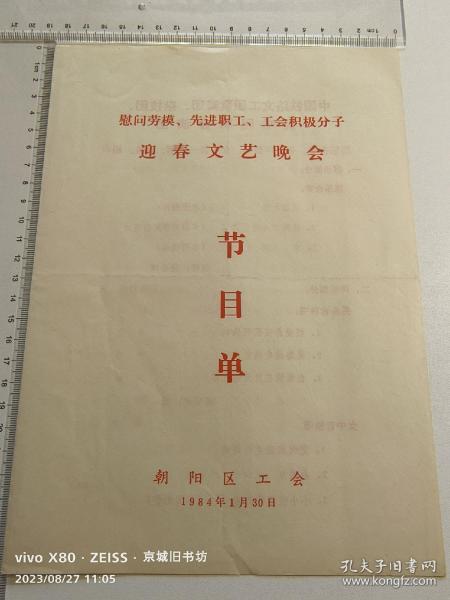 慰问劳模、先进职工、工会积极分子
迎春文艺晚会
节
目
单
朝阳区工会
1984年1月30日
vivo X80 · ZEISS · 京城旧书坊
2023/08/27 11:05
孔夫子旧书网
www.kongfz.com